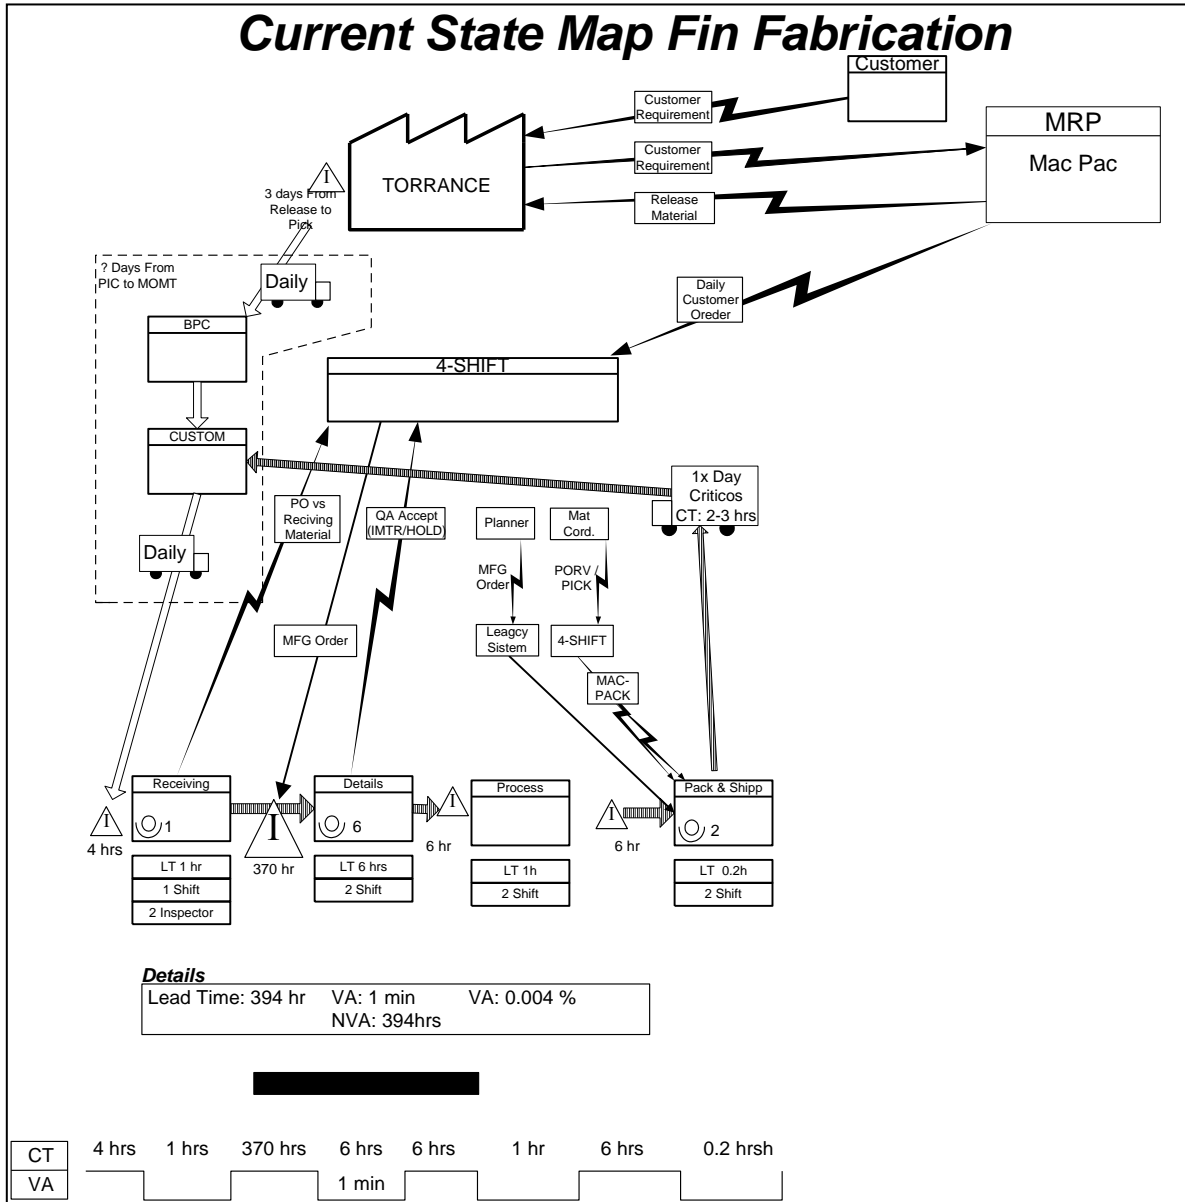 Current State Map Fin Fabrication
Customer
Customer
Requirement
MRP
Mac Pac
Customer
Requirement
TORRANCE
I
3 days From
Release to
Pick
Release
Material
? Days From
PIC to MOMT
Daily
Daily
Customer
Oreder
BPC
4-SHIFT
CUSTOM
1x Day
Criticos
CT: 2-3 hrs
PO vs
Reciving
Material
QA Accept
(IMTR/HOLD)
Planner
Mat
Cord.
Daily
MFG
Order
PORV /
PICK
MFG Order
Leagcy
Sistem
4-SHIFT
MAC-
PACK
Receiving
Details
Process
Pack & Shipp
I
1
I
6
I
I
2
4 hrs
370 hr
6 hr
6 hr
LT 1 hr
1 Shift
2 Inspector
LT 6 hrs
2 Shift
LT 1h
2 Shift
LT 0.2h
2 Shift
Details
Lead Time: 394 hr VA: 1 min VA: 0.004 %
NVA: 394hrs
CT 4 hrs 1 hrs 370 hrs 6 hrs 6 hrs 1 hr 6 hrs 0.2 hrsh
VA 1 min